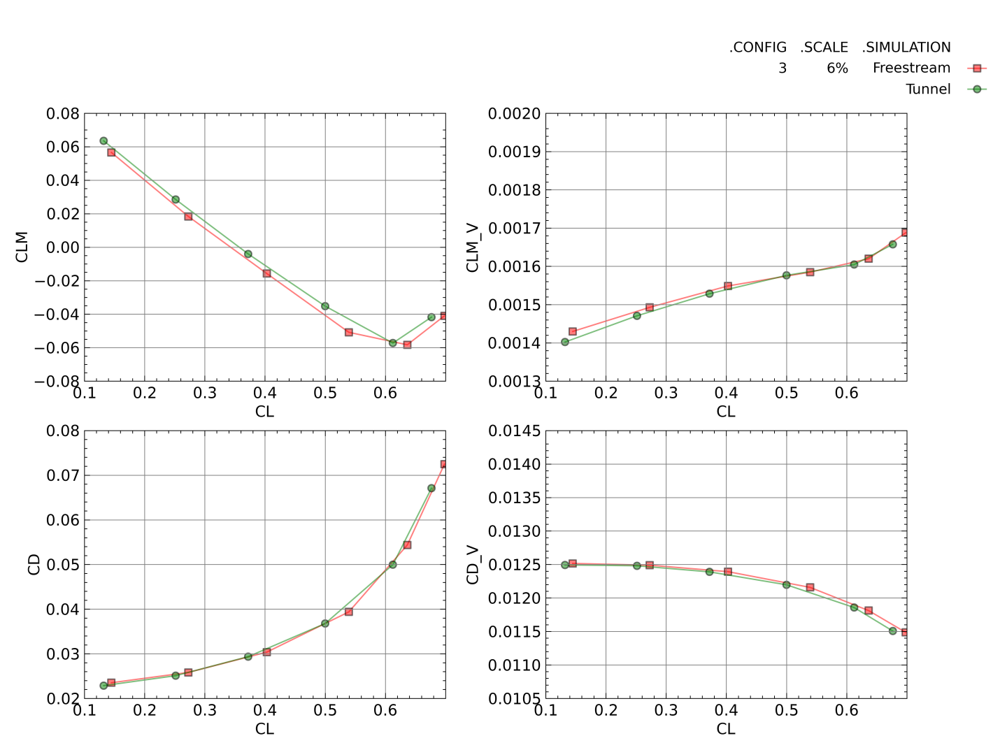 .CONFIG .SCALE .SIMULATION
3 6% Freestream
Tunnel
0.08
0.06
0.04
0.02
0.00
−0.02
−0.04
−0.06
−0.08
CLM
0.1 0.2 0.3 0.4 0.5 0.6
CL
0.0020
0.0019
0.0018
0.0017
0.0016
0.0015
0.0014
0.0013
CLM_V
0.1 0.2 0.3 0.4 0.5 0.6
CL
0.08
0.07
0.06
0.05
0.04
0.03
0.02
CD
0.1 0.2 0.3 0.4 0.5 0.6
CL
0.0145
0.0140
0.0135
0.0130
0.0125
0.0120
0.0115
0.0110
0.0105
CD_V
0.1 0.2 0.3 0.4 0.5 0.6
CL